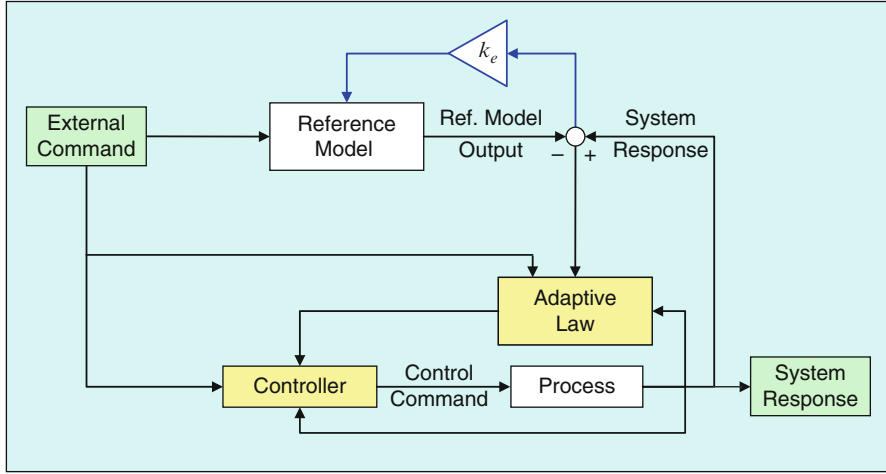 k_e
External
Command
Reference
Model
Ref. Model
Output
System
Response
− +
Adaptive
Law
Controller
Control
Command
Process
System
Response